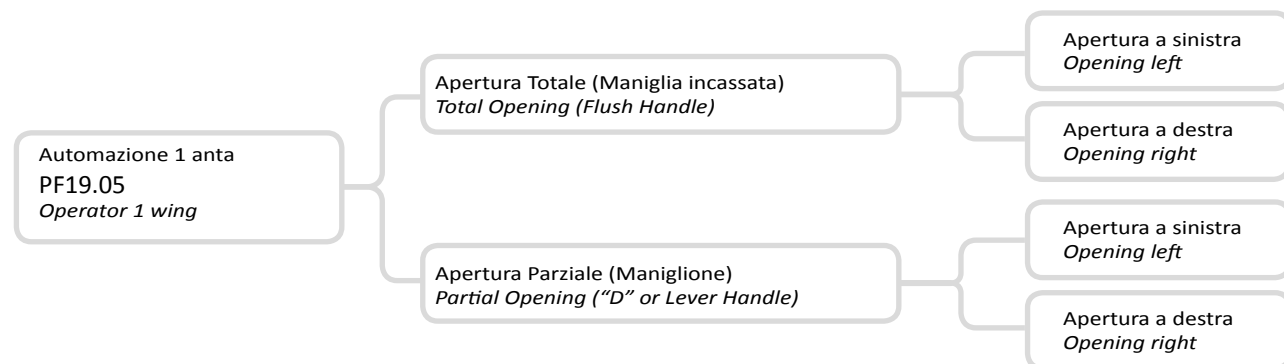 Automazione 1 anta
PF19.05
Operator 1 wing
Apertura Totale (Maniglia incassata)
Total Opening (Flush Handle)
Apertura a sinistra
Opening left
Apertura a destra
Opening right
Apertura Parziale (Maniglione)
Partial Opening (“D” or Lever Handle)
Apertura a sinistra
Opening left
Apertura a destra
Opening right